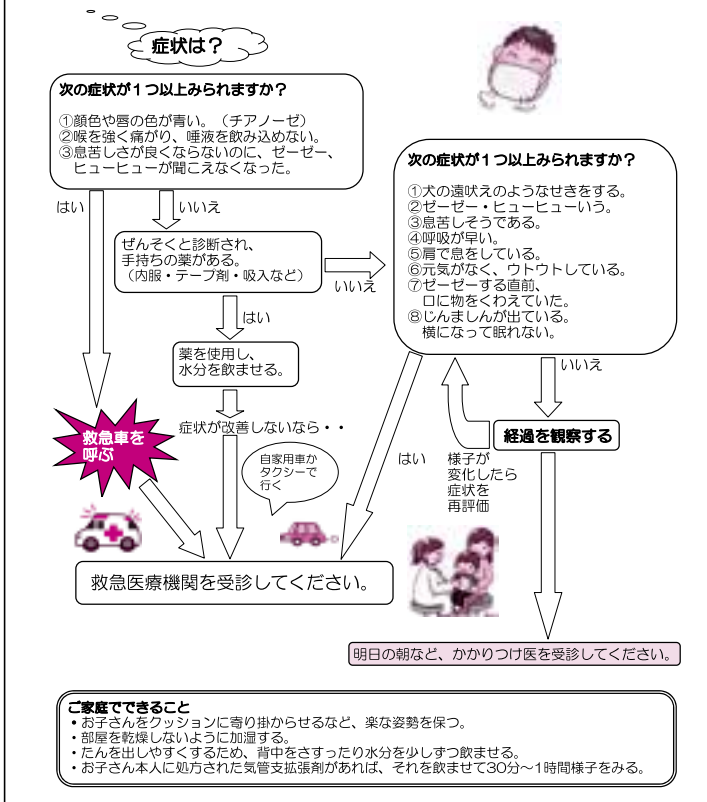 症状は？
次の症状が１つ以上みられますか？
①顔色や唇の色が青い。（チアノーゼ）
②喉を強く痛がり、唾液を飲み込めない。
③息苦しさが良くならないのに、ゼーゼー、
ヒューヒューが聞こえなくなった。
はい
いいえ
ぜんそくと診断され、
手持ちの薬がある。
（内服・テープ剤・吸入など）
いいえ
はい
薬を使用し、
水分を飲ませる。
症状が改善しないなら・・
救急車を
呼ぶ
自家用車か
タクシーで
行く
次の症状が１つ以上みられますか？
①犬の遠吠えのようなせきをする。
②ゼーゼー・ヒューヒューいう。
③息苦しそうである。
④呼吸が早い。
⑤肩で息をしている。
⑥元気がなく、ウトウトしている。
⑦ゼーゼーする直前、
口に物をくわえていた。
⑧じんましんが出ている。
横になって眠れない。
いいえ
はい
経過を観察する
様子が
変化したら
症状を
再評価
救急医療機関を受診してください。
明日の朝など、かかりつけ医を受診してください。
ご家庭でできること
・お子さんをクッションに寄り掛からせるなど、楽な姿勢を保つ。
・部屋を乾燥しないように加湿する。
・たんを出しやすくするため、背中をさすったり水分を少しずつ飲ませる。
・お子さん本人に処方された気管支拡張剤があれば、それを飲ませて30分～1時間様子をみる。